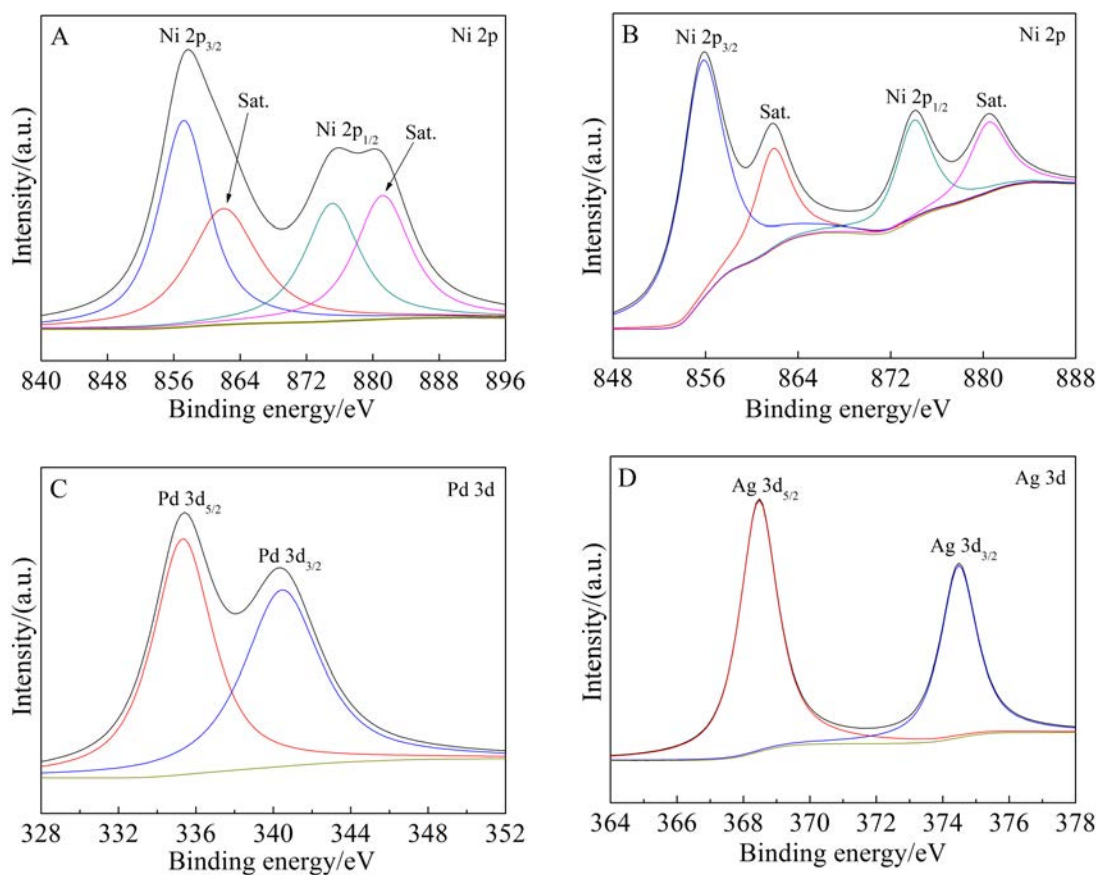 A
Ni 2p3/2
Ni 2p
Sat.
Ni 2p1/2
Sat.
Intensity/(a.u.)
840 848 856 864 872 880 888 896
Binding energy/eV
B
Ni 2p3/2
Ni 2p
Sat.
Ni 2p1/2
Sat.
Intensity/(a.u.)
848 856 864 872 880 888
Binding energy/eV
C
Pd 3d5/2
Pd 3d
Pd 3d3/2
Intensity/(a.u.)
328 332 336 340 344 348 352
Binding energy/eV
D
Ag 3d5/2
Ag 3d
Ag 3d3/2
Intensity/(a.u.)
364 366 368 370 372 374 376 378
Binding energy/eV